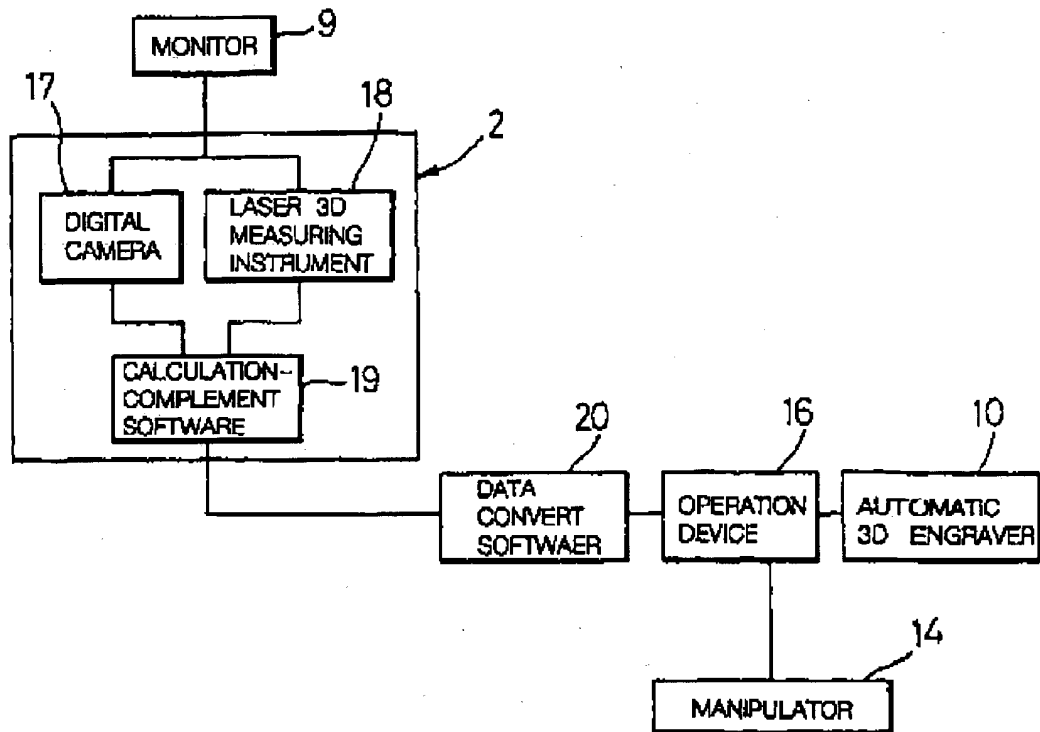 9
MONITOR
17
18
2
DIGITAL
CAMERA
LASER 3D
MEASURING
INSTRUMENT
CALCULATION-
COMPLEMENT
SOFTWARE
19
20
16
10
DATA
CONVERT
SOFTWAER
OPERATION
DEVICE
AUTOMATIC
3D ENGRAVER
14
MANIPULATOR